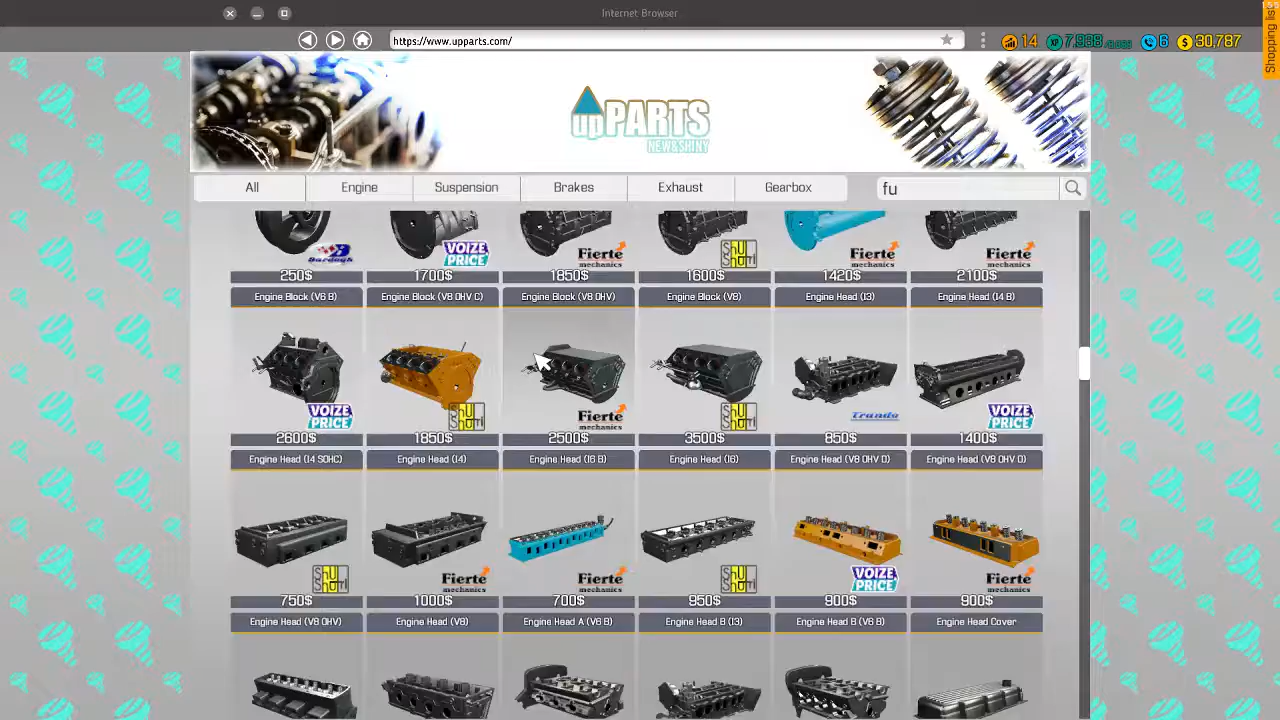 Internet Browser
1.5.5
Shopping list
https://www.upparts.com/
14 7,938 6 30,787
upPARTS
NEW&SHINY
All Engine Suspension Brakes Exhaust Gearbox fu
VOIZE PRICE Fierte mechanics Fierte mechanics Fierte mechanics
250$ 1700$ 1850$ 1600$ 1420$ 2100$
Engine Block (V6 B) Engine Block (V8 OHV C) Engine Block (V8 OHV) Engine Block (V8) Engine Head (I3) Engine Head (I4 B)
VOIZE PRICE Fierte mechanics Trando VOIZE PRICE
2600$ 1850$ 2500$ 3500$ 850$ 1400$
Engine Head (I4 SOHC) Engine Head (I4) Engine Head (I6 B) Engine Head (I6) Engine Head (V8 OHV D) Engine Head (V8 OHV D)
Fierte mechanics Fierte mechanics VOIZE PRICE Fierte mechanics
750$ 1000$ 700$ 950$ 900$ 900$
Engine Head (V8 OHV) Engine Head (V8) Engine Head A (V6 B) Engine Head B (I3) Engine Head B (V6 B) Engine Head Cover